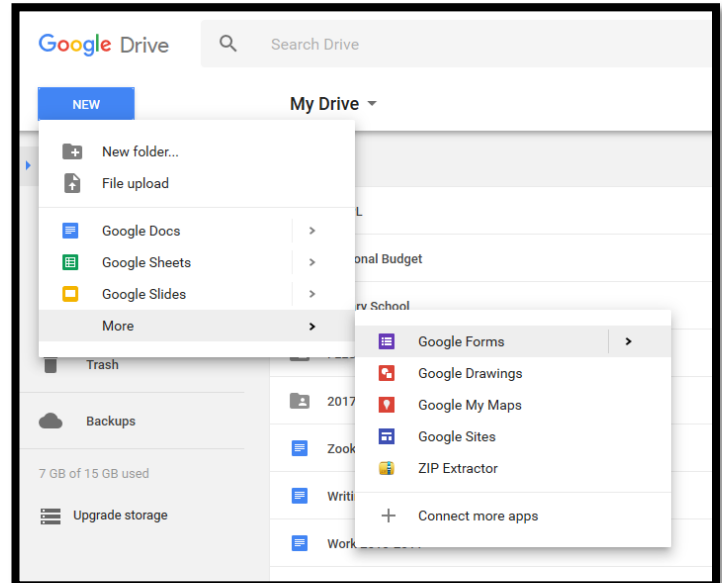 Google Drive
Search Drive
NEW
My Drive
New folder...
File upload
L
Google Docs
onal Budget
Google Sheets
Google Slides
ry School
More
Google Forms
Trash
Google Drawings
2017
Google My Maps
Backups
Google Sites
Zook
ZIP Extractor
7 GB of 15 GB used
Writi
Upgrade storage
Connect more apps
Work